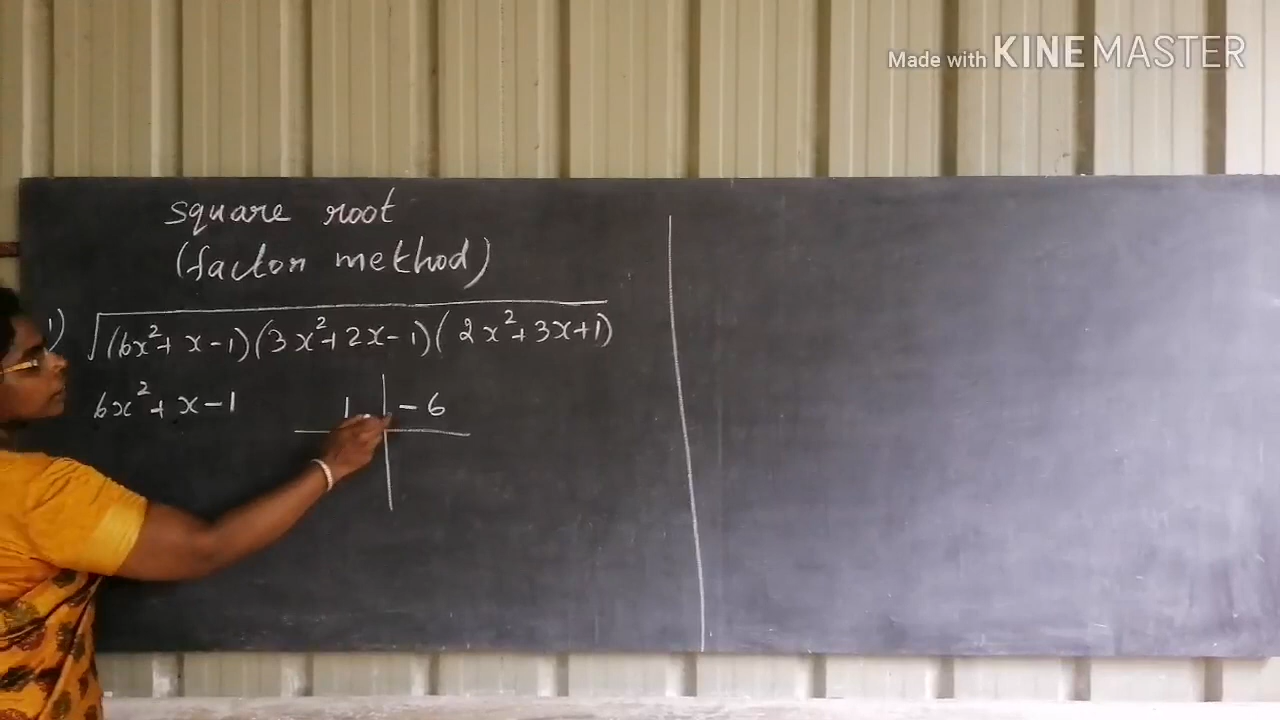 Made with KINEMASTER
square root
(factor method)
1) √(6x²+ x - 1)(3x²+2x - 1)( 2x²+3x+1)
6x²+ x - 1
1 | - 6